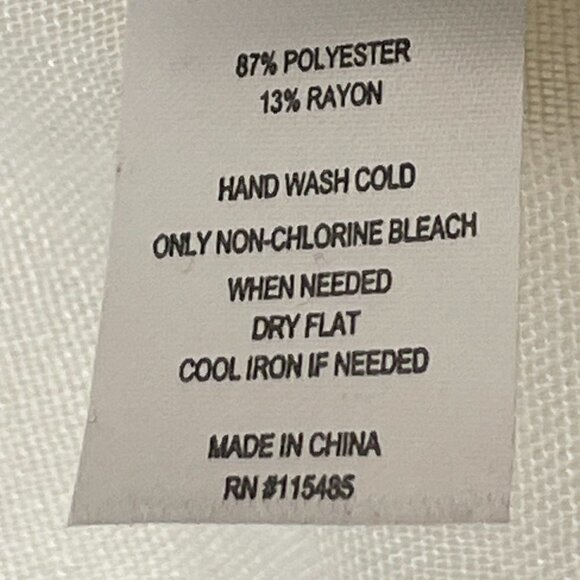 87% POLYESTER
13% RAYON
HAND WASH COLD
ONLY NON-CHLORINE BLEACH
WHEN NEEDED
DRY FLAT
COOL IRON IF NEEDED
MADE IN CHINA
RN #115485